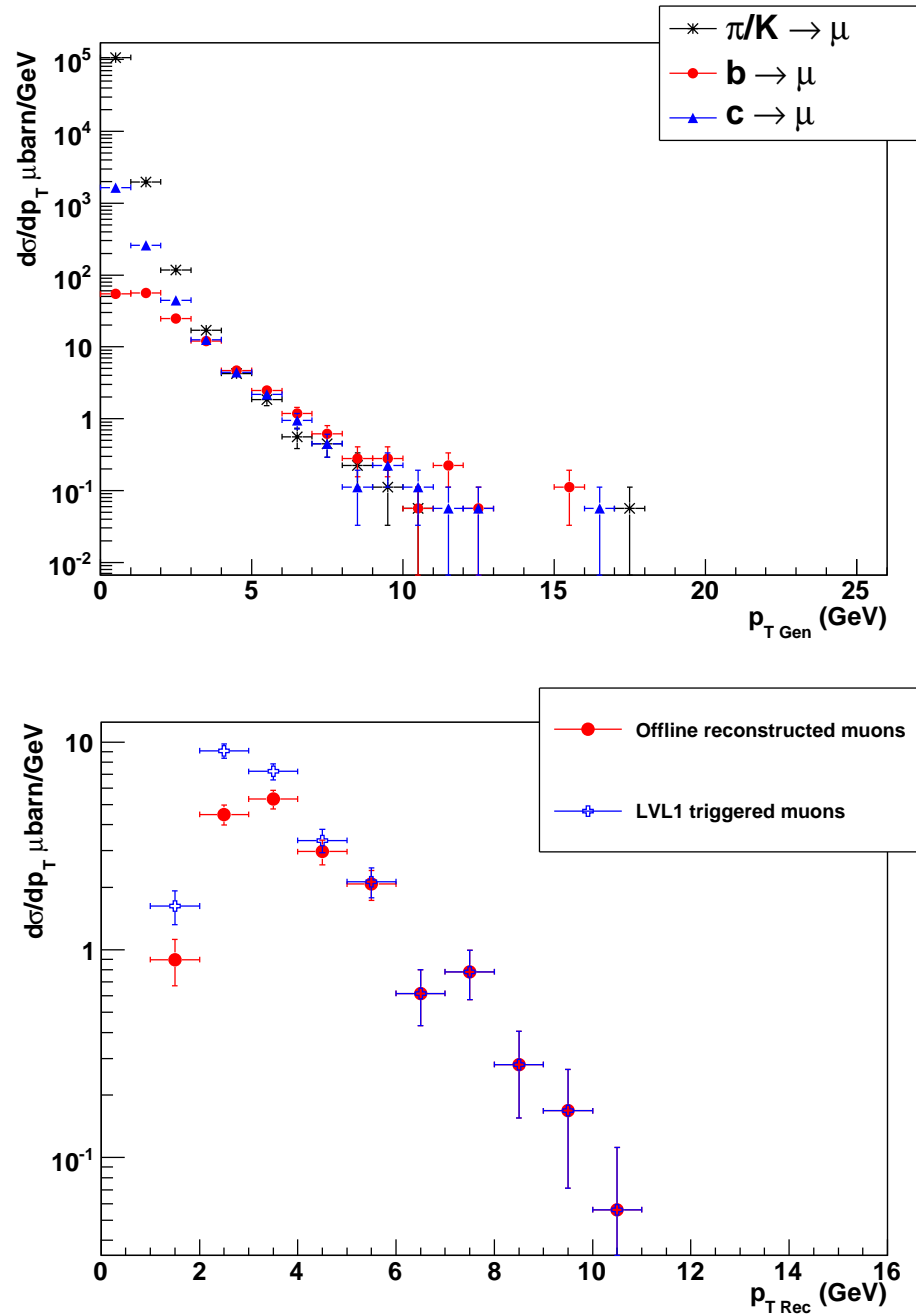 π/K → μ
b → μ
c → μ
dσ/dp_T μbarn/GeV
10^5
10^4
10^3
10^2
10
1
10^-1
10^-2
0 5 10 15 20 25
p_T Gen (GeV)
Offline reconstructed muons
LVL1 triggered muons
dσ/dp_T μbarn/GeV
10
1
10^-1
0 2 4 6 8 10 12 14 16
p_T Rec (GeV)